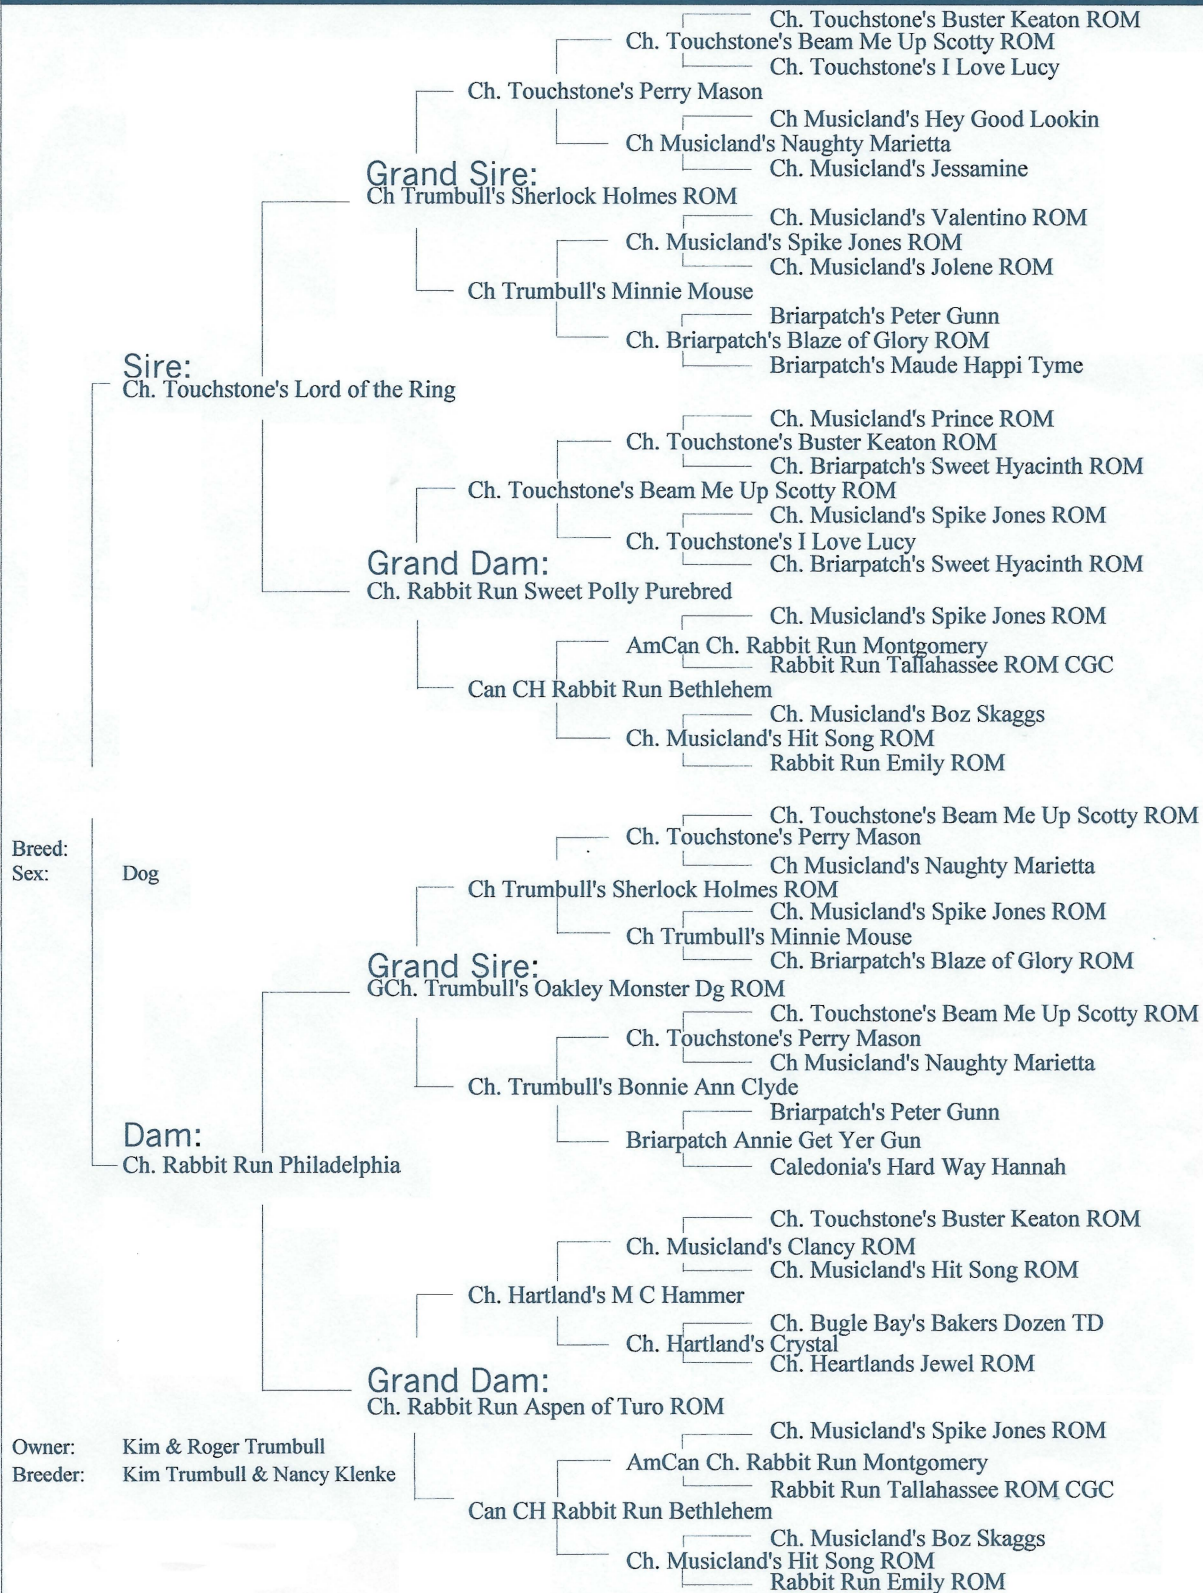 Ch. Touchstone's Buster Keaton ROM
Ch. Touchstone's Beam Me Up Scotty ROM
Ch. Touchstone's I Love Lucy
Ch. Touchstone's Perry Mason
Ch Musicland's Hey Good Lookin
Ch Musicland's Naughty Marietta
Ch. Musicland's Jessamine
Grand Sire:
Ch Trumbull's Sherlock Holmes ROM
Ch. Musicland's Valentino ROM
Ch. Musicland's Spike Jones ROM
Ch. Musicland's Jolene ROM
Ch Trumbull's Minnie Mouse
Briarpatch's Peter Gunn
Ch. Briarpatch's Blaze of Glory ROM
Briarpatch's Maude Happi Tyme
Sire:
Ch. Touchstone's Lord of the Ring
Ch. Musicland's Prince ROM
Ch. Touchstone's Buster Keaton ROM
Ch. Briarpatch's Sweet Hyacinth ROM
Ch. Touchstone's Beam Me Up Scotty ROM
Ch. Musicland's Spike Jones ROM
Ch. Touchstone's I Love Lucy
Ch. Briarpatch's Sweet Hyacinth ROM
Grand Dam:
Ch. Rabbit Run Sweet Polly Purebred
Ch. Musicland's Spike Jones ROM
AmCan Ch. Rabbit Run Montgomery
Rabbit Run Tallahassee ROM CGC
Can CH Rabbit Run Bethlehem
Ch. Musicland's Boz Skaggs
Ch. Musicland's Hit Song ROM
Rabbit Run Emily ROM
Ch. Touchstone's Beam Me Up Scotty ROM
Ch. Touchstone's Perry Mason
Breed:
Ch Musicland's Naughty Marietta
Sex: Dog
Ch Trumbull's Sherlock Holmes ROM
Ch. Musicland's Spike Jones ROM
Ch Trumbull's Minnie Mouse
Ch. Briarpatch's Blaze of Glory ROM
Grand Sire:
GCh. Trumbull's Oakley Monster Dg ROM
Ch. Touchstone's Beam Me Up Scotty ROM
Ch. Touchstone's Perry Mason
Ch Musicland's Naughty Marietta
Ch. Trumbull's Bonnie Ann Clyde
Briarpatch's Peter Gunn
Briarpatch Annie Get Yer Gun
Caledonia's Hard Way Hannah
Dam:
Ch. Rabbit Run Philadelphia
Ch. Touchstone's Buster Keaton ROM
Ch. Musicland's Clancy ROM
Ch. Musicland's Hit Song ROM
Ch. Hartland's M C Hammer
Ch. Bugle Bay's Bakers Dozen TD
Ch. Hartland's Crystal
Ch. Heartlands Jewel ROM
Grand Dam:
Ch. Rabbit Run Aspen of Turo ROM
Ch. Musicland's Spike Jones ROM
Owner: Kim & Roger Trumbull
AmCan Ch. Rabbit Run Montgomery
Breeder: Kim Trumbull & Nancy Klenke
Rabbit Run Tallahassee ROM CGC
Can CH Rabbit Run Bethlehem
Ch. Musicland's Boz Skaggs
Ch. Musicland's Hit Song ROM
Rabbit Run Emily ROM